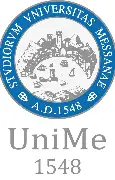 STVDIORVM VNIVERSITAS MESSANAE
A.D. 1548
UniMe
1548